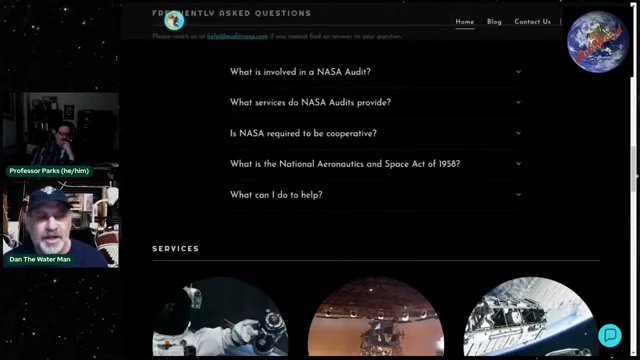 FREQUENTLY ASKED QUESTIONS
Home Blog Contact Us
Please reach us at help@auditnasa.com if you cannot find an answer to your question.
What is involved in a NASA Audit?
What services do NASA Audits provide?
Is NASA required to be cooperative?
What is the National Aeronautics and Space Act of 1958?
What can I do to help?
Professor Parks (he/him)
Dan The Water Man
SERVICES